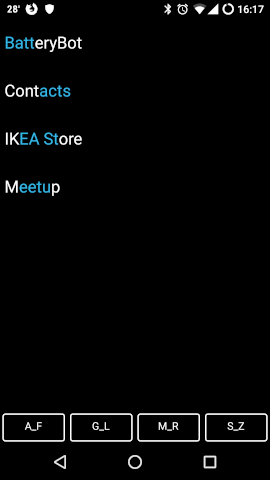 28°
16:17
BatteryBot
Contacts
IKEA Store
Meetup
A_F
G_L
M_R
S_Z